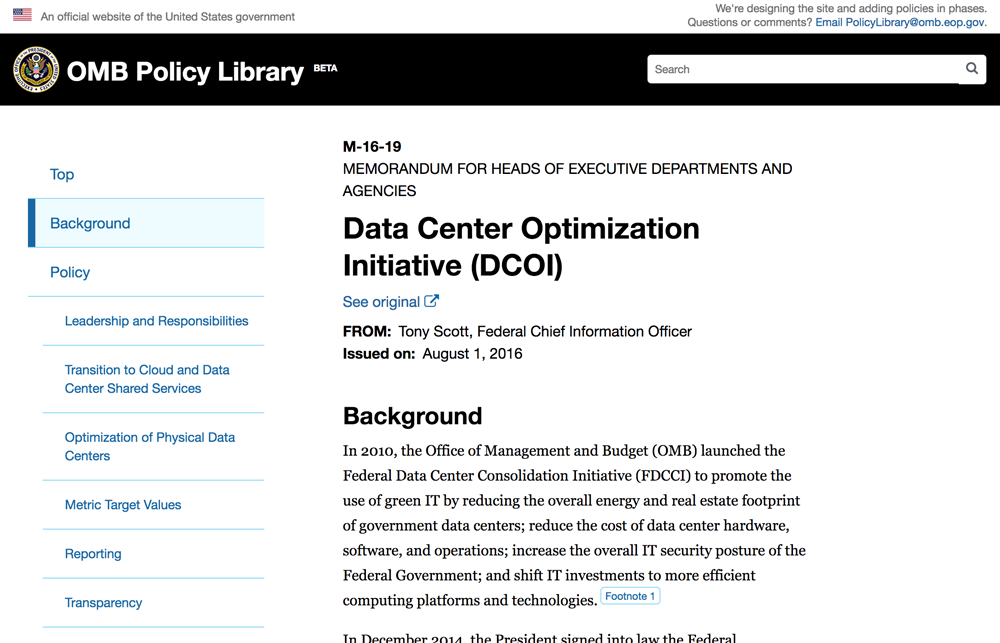 An official website of the United States government
We're designing the site and adding policies in phases.
Questions or comments? Email PolicyLibrary@omb.eop.gov.
OMB Policy Library BETA
Search
Top
Background
Policy
Leadership and Responsibilities
Transition to Cloud and Data
Center Shared Services
Optimization of Physical Data
Centers
Metric Target Values
Reporting
Transparency
M-16-19
MEMORANDUM FOR HEADS OF EXECUTIVE DEPARTMENTS AND
AGENCIES
Data Center Optimization
Initiative (DCOI)
See original
FROM: Tony Scott, Federal Chief Information Officer
Issued on: August 1, 2016
Background
In 2010, the Office of Management and Budget (OMB) launched the
Federal Data Center Consolidation Initiative (FDCCI) to promote the
use of green IT by reducing the overall energy and real estate footprint
of government data centers; reduce the cost of data center hardware,
software, and operations; increase the overall IT security posture of the
Federal Government; and shift IT investments to more efficient
computing platforms and technologies. Footnote 1
In December 2014, the President signed into law the Federal